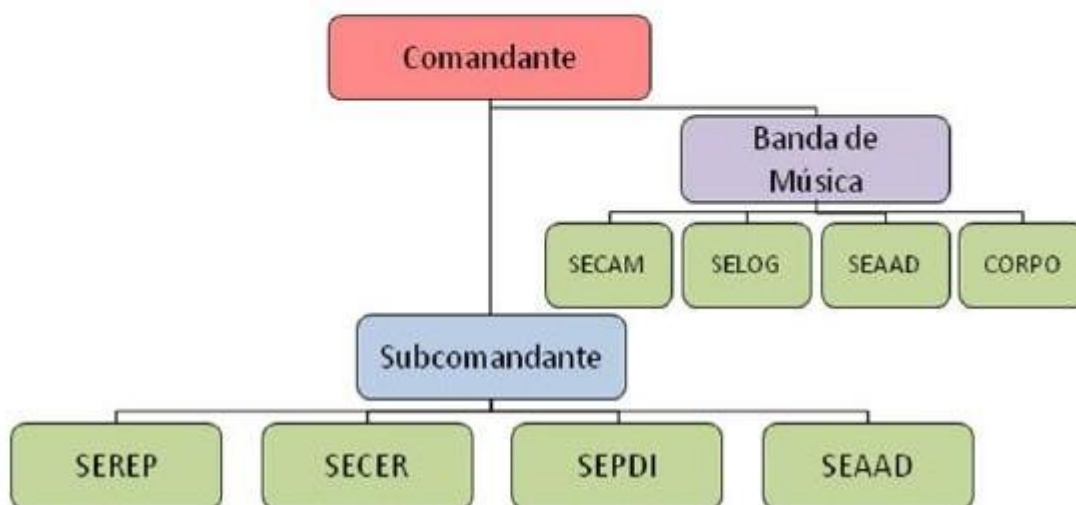 Comandante
Banda de
Música
SECAM
SELOG
SEAAD
CORPO
Subcomandante
SEREP
SECER
SEPDI
SEAAD